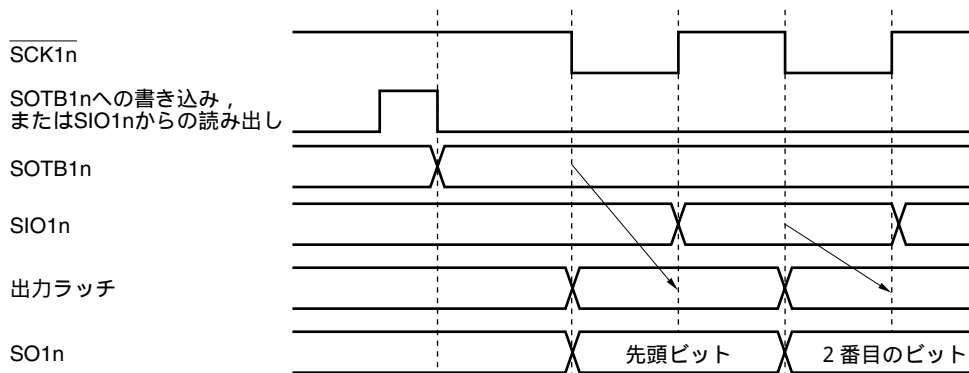 SCK1n
SOTB1nへの書き込み，
またはSIO1nからの読み出し
SOTB1n
SIO1n
出力ラッチ
SO1n
先頭ビット
2番目のビット